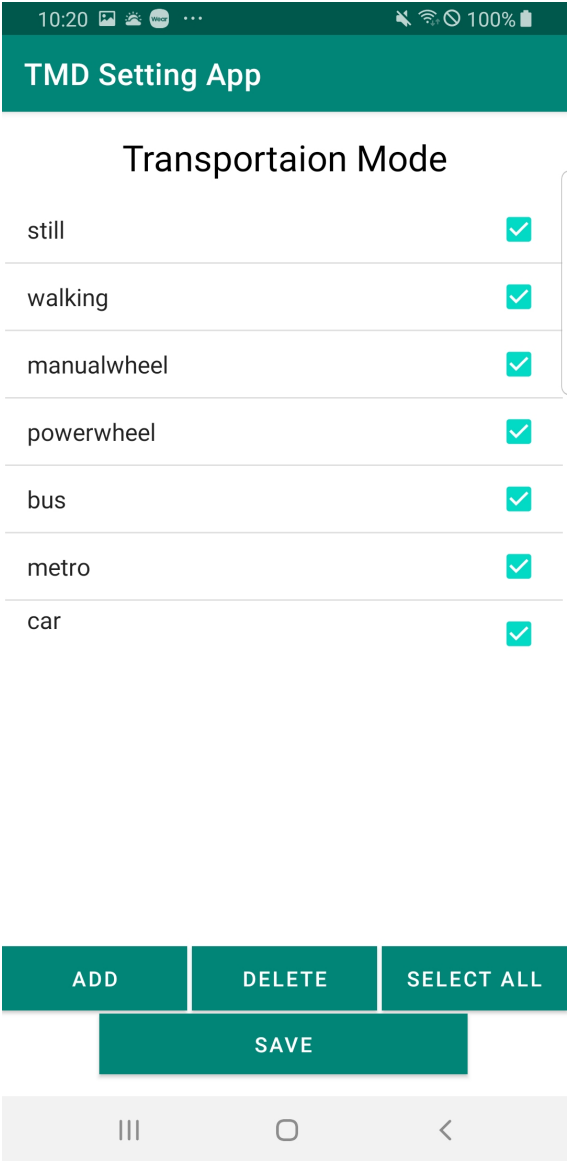 10:20 Wear ... 100%
TMD Setting App
Transportaion Mode
still
walking
manualwheel
powerwheel
bus
metro
car
ADD DELETE SELECT ALL
SAVE